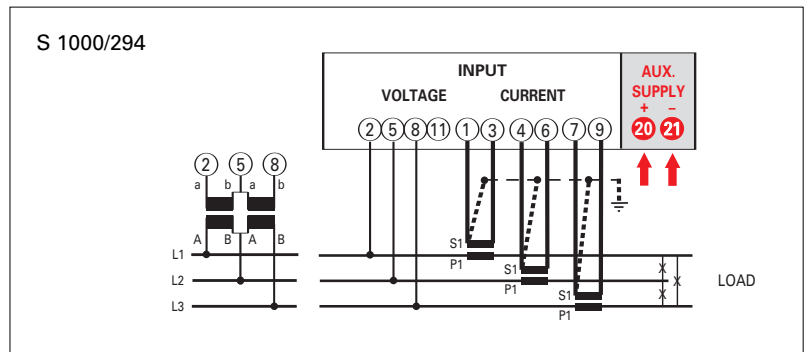 S 1000/294
INPUT
VOLTAGE CURRENT
AUX.
SUPPLY
+ –
2 5 8 11 1 3 4 6 7 9 20 21
2 5 8
a b a b
A B A B
S1
P1
S1
P1
S1
P1
L1
L2
L3
X
X
X
LOAD